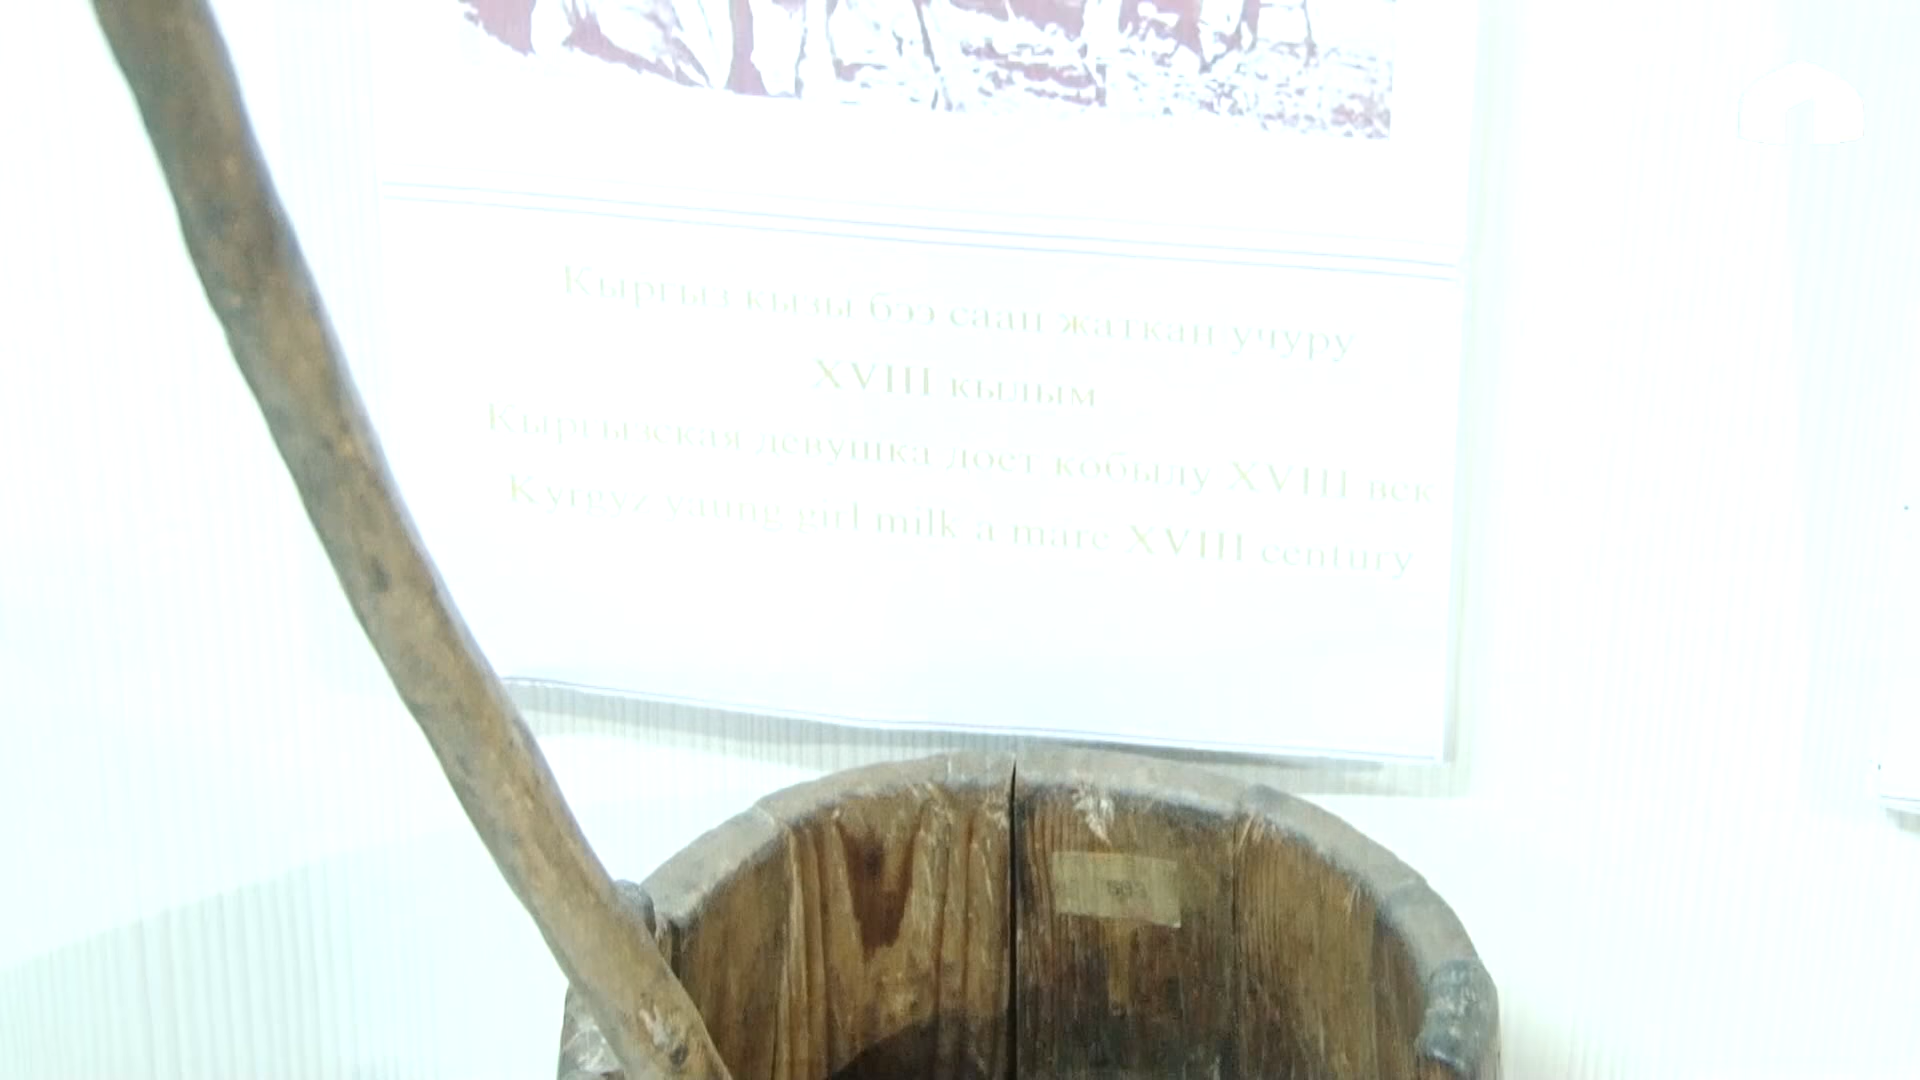 Кыргыз кызы бээ саап жаткан учуру
XVIII кылым
Кыргызская девушка доет кобылу XVIII век
Kyrgyz yaung girl milk a mare XVIII century